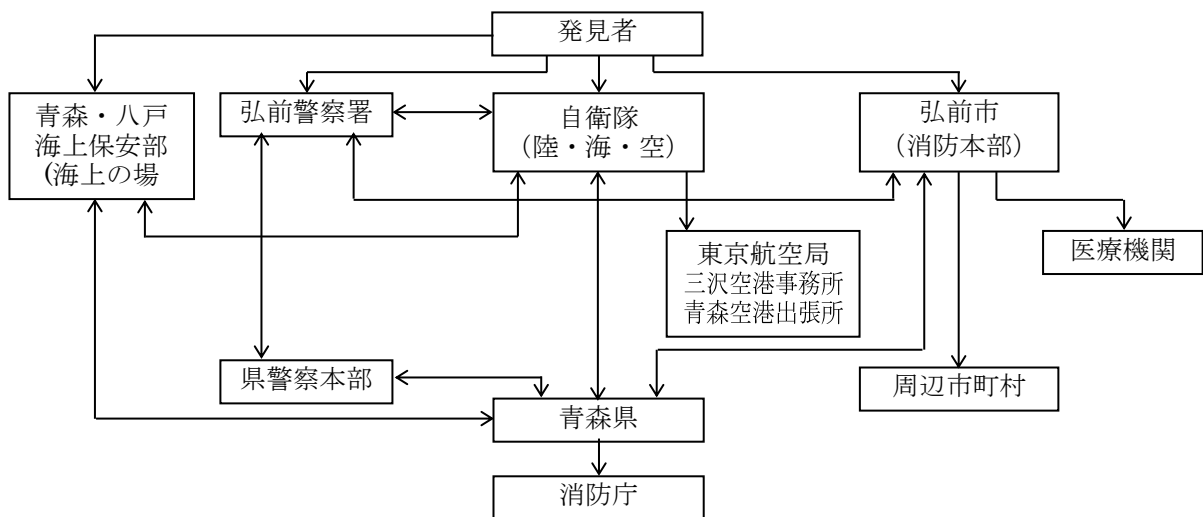 発見者
青森・八戸
海上保安部
(海上の場
弘前警察署
自衛隊
（陸・海・空）
弘前市
（消防本部）
東京航空局
三沢空港事務所
青森空港出張所
医療機関
県警察本部
周辺市町村
青森県
消防庁